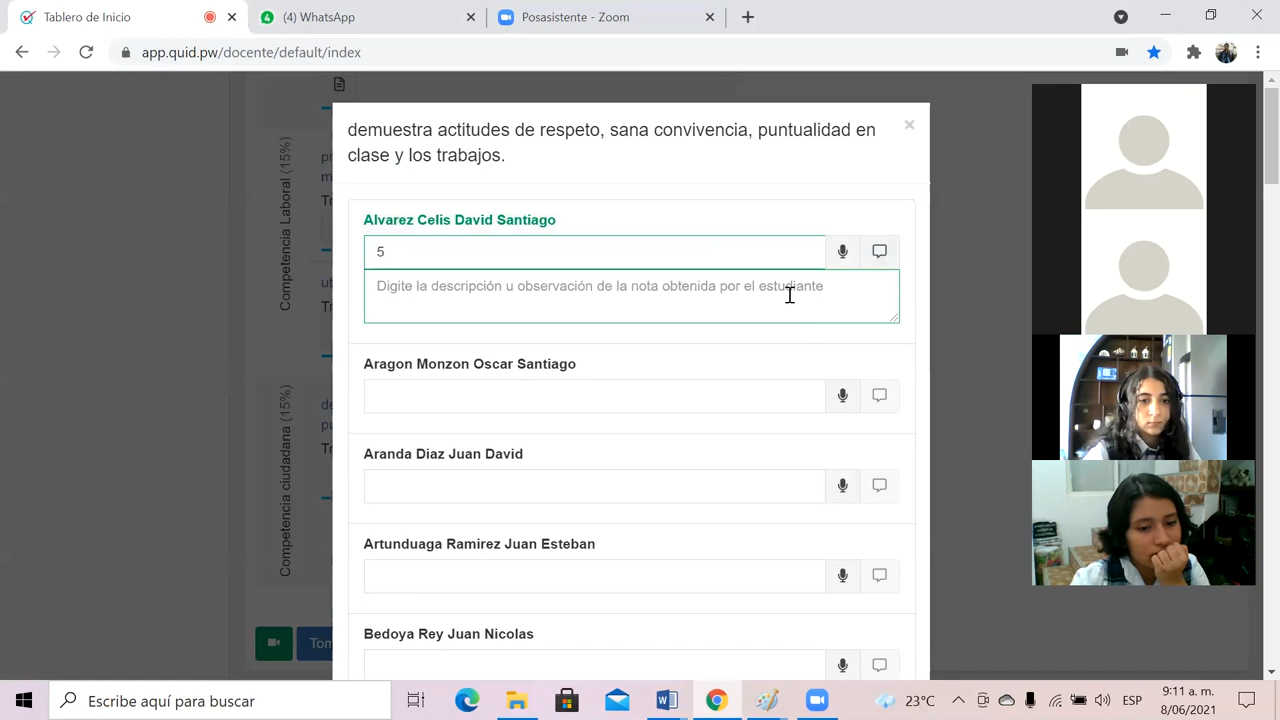 Tablero de Inicio
(4) WhatsApp
Posasistente - Zoom
app.quid.pw/docente/default/index
demuestra actitudes de respeto, sana convivencia, puntualidad en
clase y los trabajos.
Competencia Laboral (15%)
Competencia ciudadana (15%)
Alvarez Celis David Santiago
5
Digite la descripción u observación de la nota obtenida por el estudiante
Aragon Monzon Oscar Santiago
Aranda Diaz Juan David
Artunduaga Ramirez Juan Esteban
Bedoya Rey Juan Nicolas
Escribe aquí para buscar
23°C
ESP
9:11 a. m.
8/06/2021